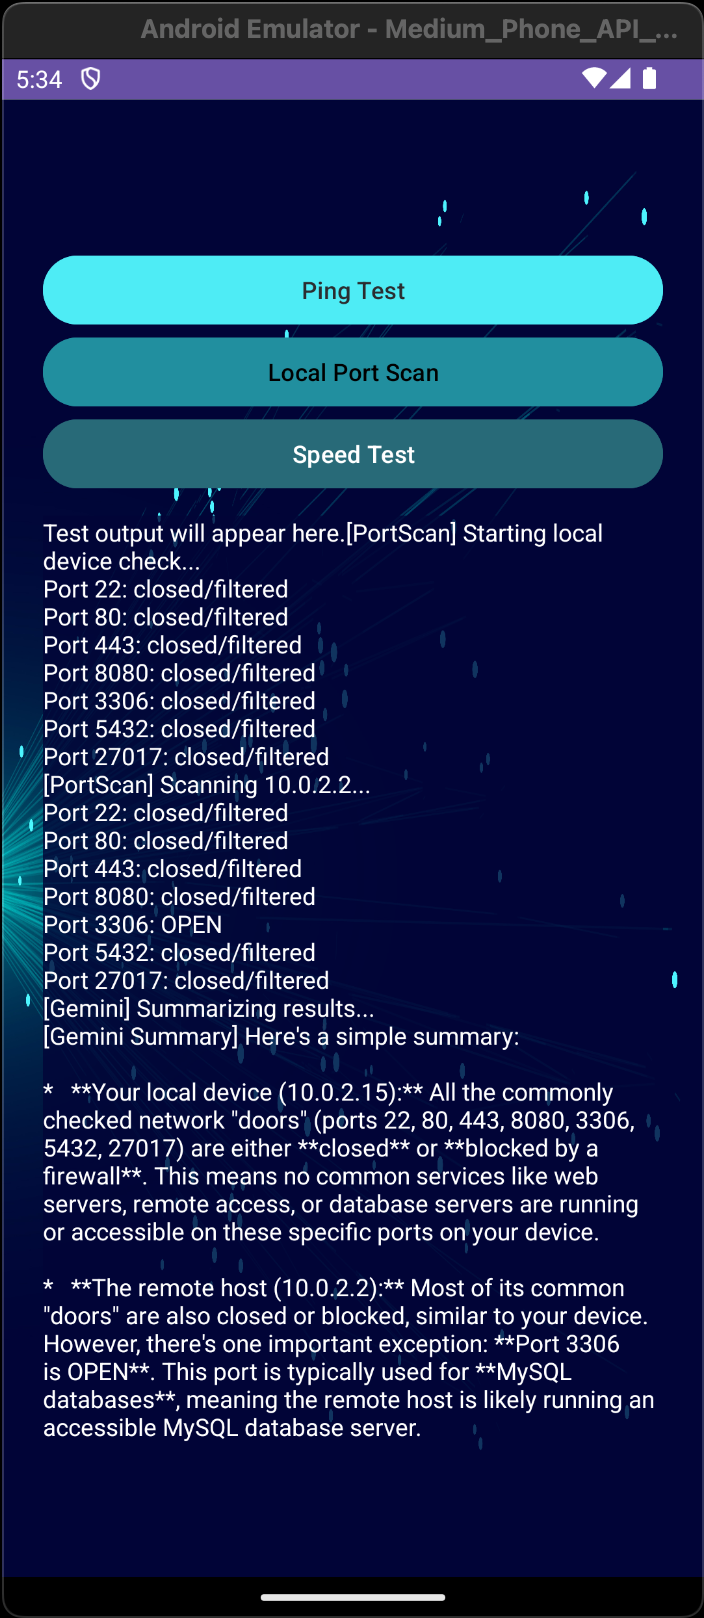 Android Emulator - Medium_Phone_API_...
5:34
Ping Test
Local Port Scan
Speed Test
Test output will appear here.[PortScan] Starting local
device check...
Port 22: closed/filtered
Port 80: closed/filtered
Port 443: closed/filtered
Port 8080: closed/filtered
Port 3306: closed/filtered
Port 5432: closed/filtered
Port 27017: closed/filtered
[PortScan] Scanning 10.0.2.2...
Port 22: closed/filtered
Port 80: closed/filtered
Port 443: closed/filtered
Port 8080: closed/filtered
Port 3306: OPEN
Port 5432: closed/filtered
Port 27017: closed/filtered
[Gemini] Summarizing results...
[Gemini Summary] Here's a simple summary:
*   **Your local device (10.0.2.15):** All the commonly
checked network "doors" (ports 22, 80, 443, 8080, 3306,
5432, 27017) are either **closed** or **blocked by a
firewall**. This means no common services like web
servers, remote access, or database servers are running
or accessible on these specific ports on your device.
*   **The remote host (10.0.2.2):** Most of its common
"doors" are also closed or blocked, similar to your device.
However, there's one important exception: **Port 3306
is OPEN**. This port is typically used for **MySQL
databases**, meaning the remote host is likely running an
accessible MySQL database server.